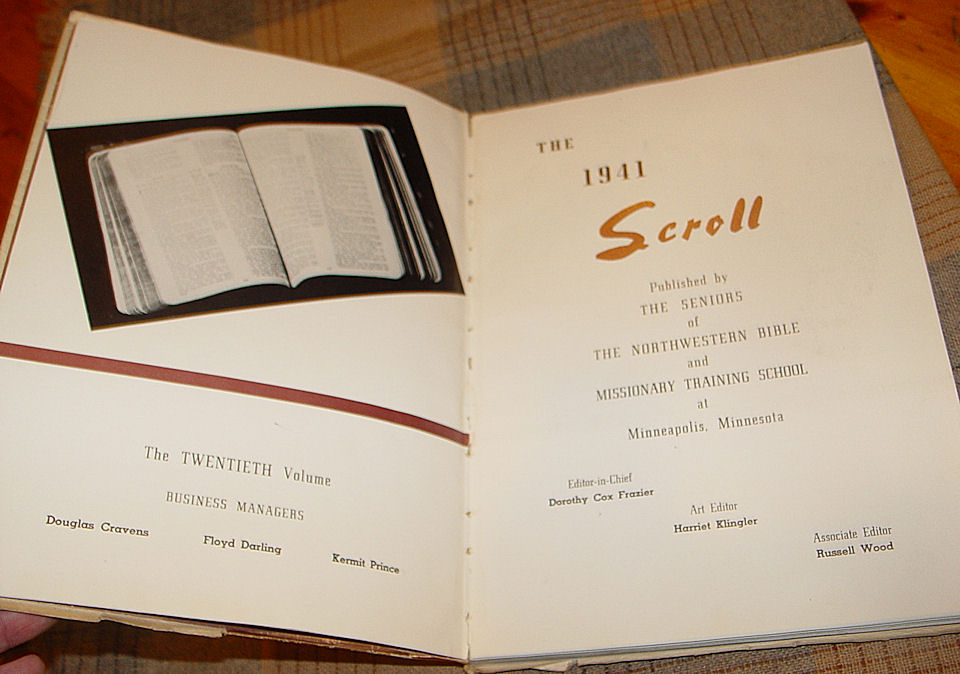 The TWENTIETH Volume
BUSINESS MANAGERS
Douglas Cravens
Floyd Darling
Kermit Prince
THE
1941
Scroll
Published by
THE SENIORS
of
THE NORTHWESTERN BIBLE
and
MISSIONARY TRAINING SCHOOL
at
Minneapolis, Minnesota
Editor-in-Chief
Dorothy Cox Frazier
Art Editor
Harriet Klingler
Associate Editor
Russell Wood